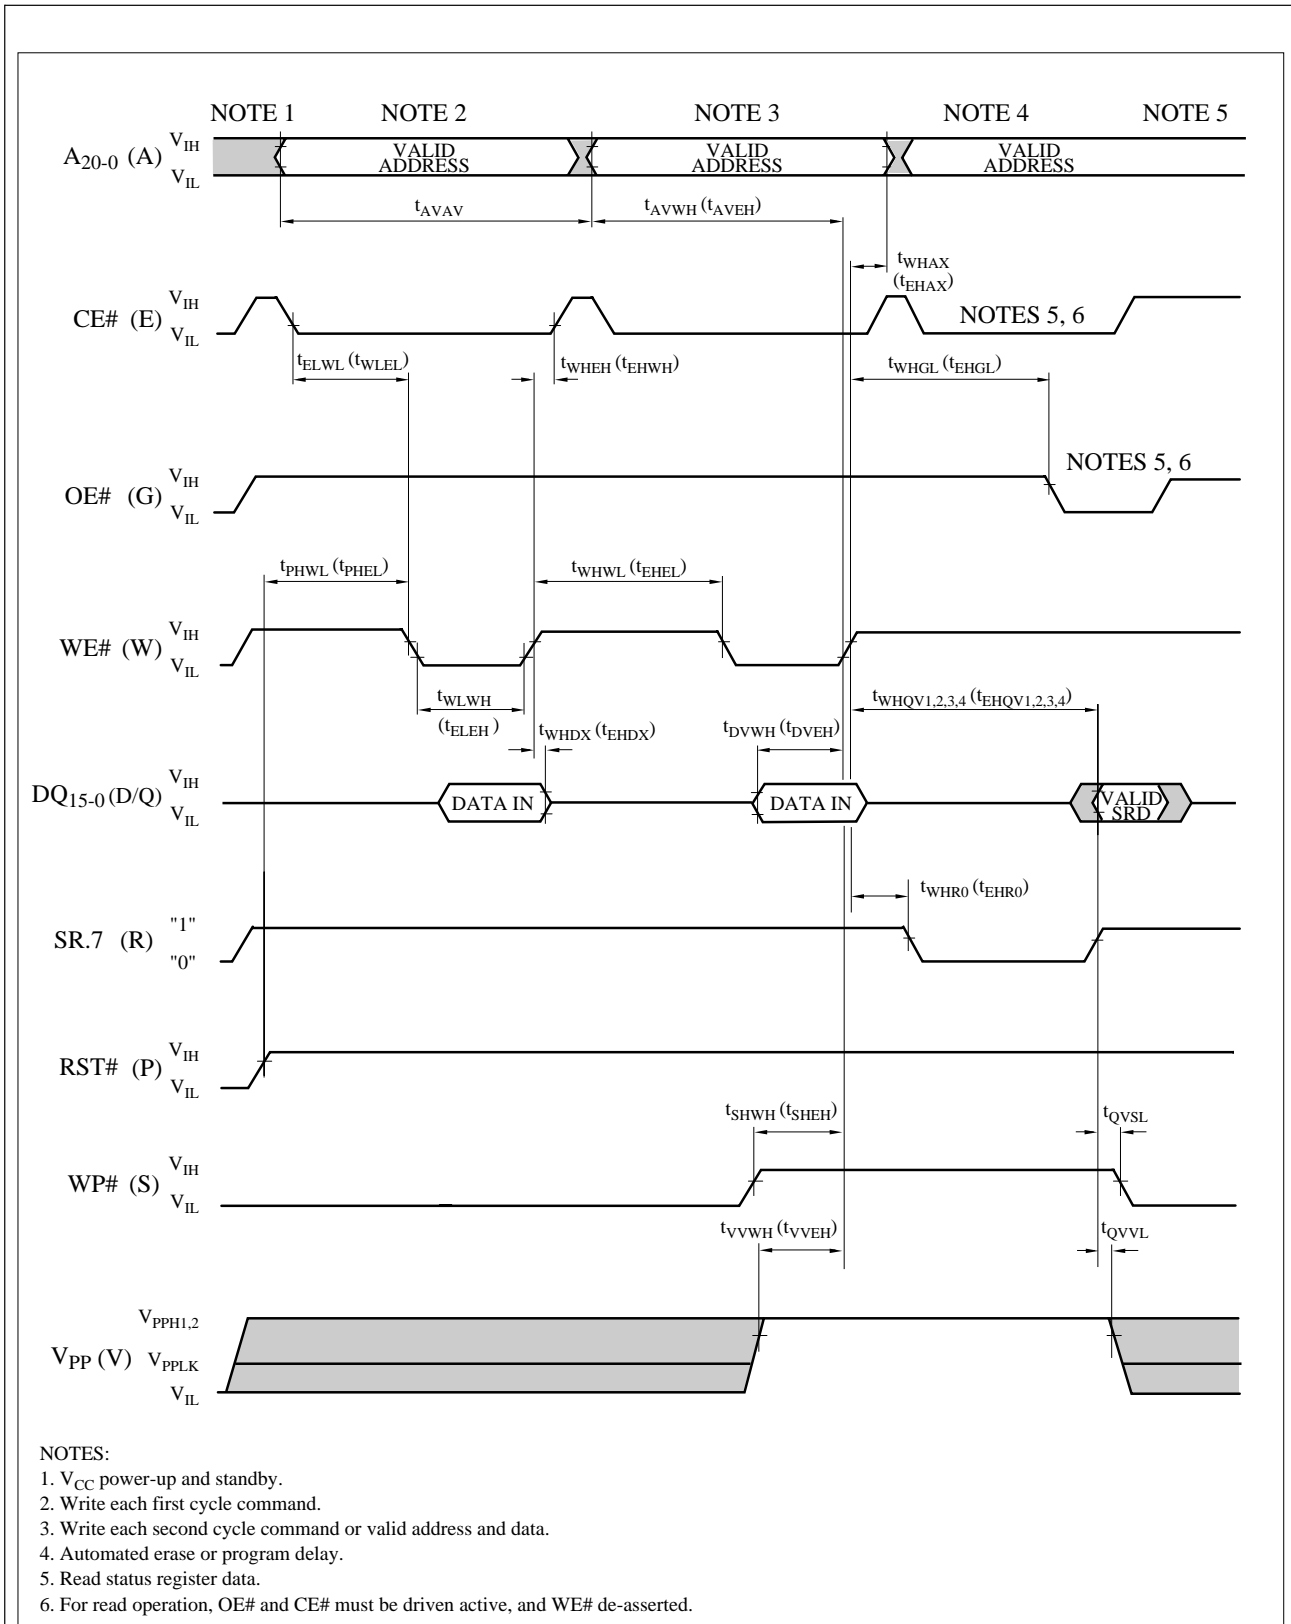 NOTE 1 NOTE 2 NOTE 3 NOTE 4 NOTE 5
A20-0 (A) VIH VIL
VALID ADDRESS
VALID ADDRESS
VALID ADDRESS
tAVAV
tAVWH (tAVEH)
tWHAX
(tEHAX)
CE# (E) VIH VIL
NOTES 5, 6
tELWL (tWLEL)
tWHEH (tEHWH)
tWHGL (tEHGL)
OE# (G) VIH VIL
NOTES 5, 6
tPHWL (tPHEL)
tWHWL (tEHEL)
WE# (W) VIH VIL
tWLWH
(tELEH)
tWHDX (tEHDX)
tDVWH (tDVEH)
tWHQV1,2,3,4 (tEHQV1,2,3,4)
DQ15-0 (D/Q) VIH VIL
DATA IN
DATA IN
VALID SRD
tWHR0 (tEHR0)
SR.7 (R) "1" "0"
RST# (P) VIH VIL
tSHWH (tSHEH)
tQVSL
WP# (S) VIH VIL
tVVWH (tVVEH)
tQVVL
VPP (V) VPPH1,2 VPPLK VIL
NOTES:
1. VCC power-up and standby.
2. Write each first cycle command.
3. Write each second cycle command or valid address and data.
4. Automated erase or program delay.
5. Read status register data.
6. For read operation, OE# and CE# must be driven active, and WE# de-asserted.